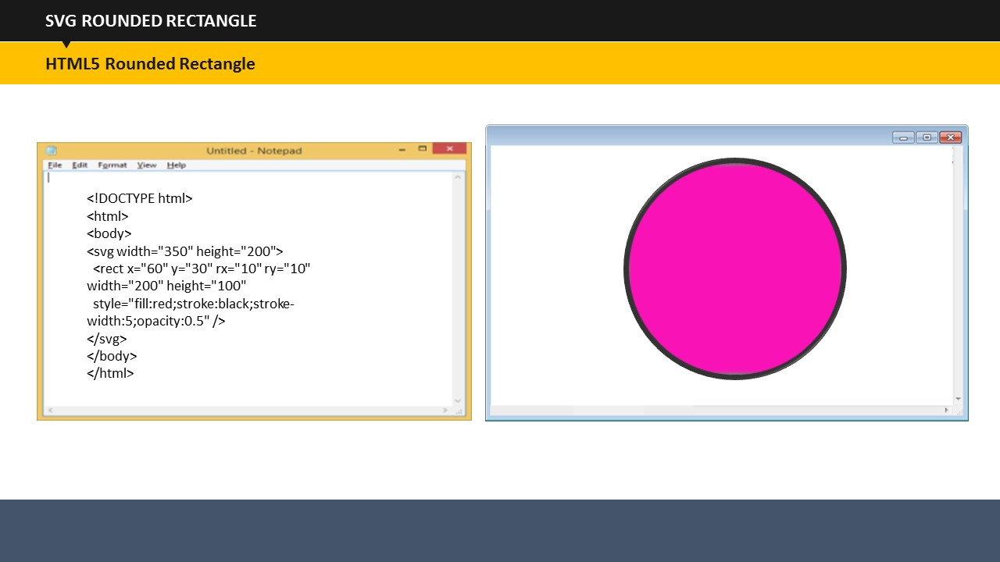 SVG ROUNDED RECTANGLE
HTML5 Rounded Rectangle
Untitled - Notepad
File Edit Format View Help
<!DOCTYPE html>
<html>
<body>
<svg width="350" height="200">
<rect x="60" y="30" rx="10" ry="10"
width="200" height="100"
style="fill:red;stroke:black;stroke-
width:5;opacity:0.5" />
</svg>
</body>
</html>